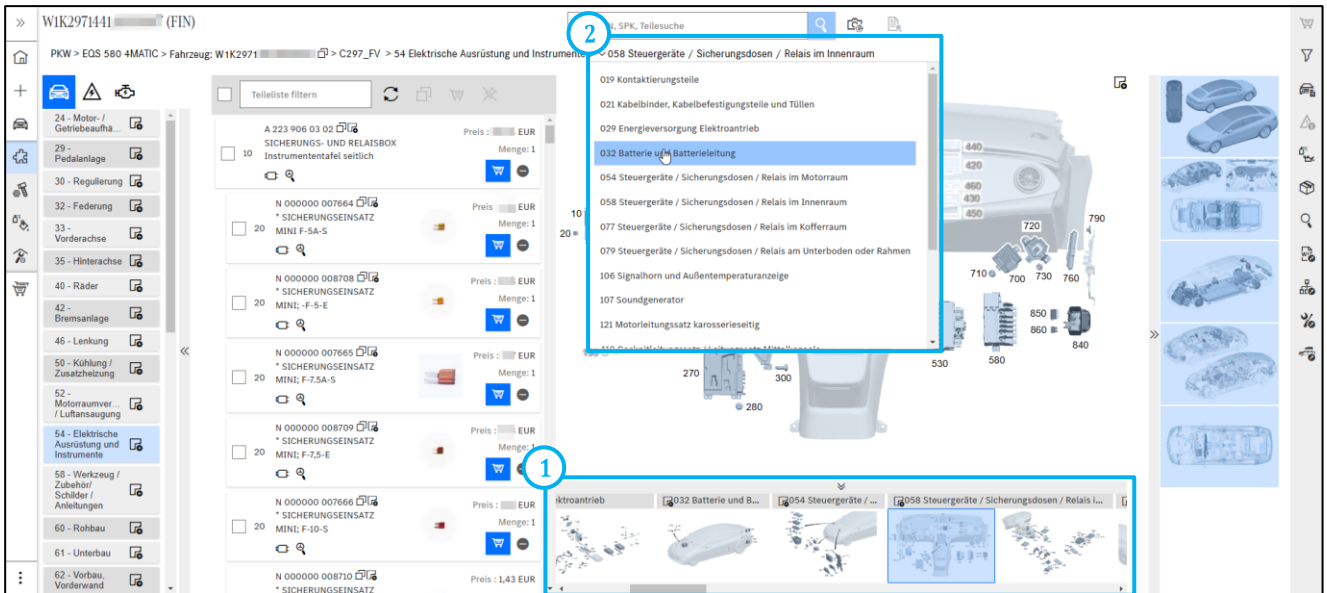 W1K2971441 (FIN)
N, SPK, Teilesuche
2
PKW > EQS 580 4MATIC > Fahrzeug: W1K2971 > C297_FV > 54 Elektrische Ausrüstung und Instrumente
058 Steuergeräte / Sicherungsdosen / Relais im Innenraum
019 Kontaktierungsteile
021 Kabelbinder, Kabelbefestigungsteile und Tüllen
029 Energieversorgung Elektroantrieb
032 Batterie und Batterieleitung
054 Steuergeräte / Sicherungsdosen / Relais im Motorraum
058 Steuergeräte / Sicherungsdosen / Relais im Innenraum
077 Steuergeräte / Sicherungsdosen / Relais im Kofferraum
079 Steuergeräte / Sicherungsdosen / Relais am Unterboden oder Rahmen
106 Signalhorn und Außentemperaturanzeige
107 Soundgenerator
121 Motorleitungssatz karosserieseitig
24 - Motor- /
Getriebeaufha...
29 -
Pedalanlage
30 - Regulierung
32 - Federung
33 -
Vorderachse
35 - Hinterachse
40 - Räder
42 -
Bremsanlage
46 - Lenkung
50 - Kühlung /
Zusatzheizung
52 -
Motorraumver...
/ Luftansaugung
54 - Elektrische
Ausrüstung und
Instrumente
58 - Werkzeug /
Zubehör/
Schilder /
Anleitungen
60 - Rohbau
61 - Unterbau
62 - Vorbau,
Vorderwand
Teileliste filtern
A 223 906 03 02
Preis : EUR
SICHERUNGS- UND RELAISBOX
10 Instrumententafel seitlich
Menge: 1
N 000000 007664
Preis EUR
* SICHERUNGSEINSATZ
20 MINI F-5A-S
Menge: 1
N 000000 008708
Preis : EUR
* SICHERUNGSEINSATZ
20 MINI; -F-5-E
Menge: 1
N 000000 007665
Preis : EUR
* SICHERUNGSEINSATZ
20 MINI; F-7.5A-S
Menge: 1
N 000000 008709
Preis : EUR
* SICHERUNGSEINSATZ
20 MINI; F-7,5-E
Menge: 1
N 000000 007666
Preis : EUR
* SICHERUNGSEINSATZ
20 MINI; F-10-S
Menge: 1
N 000000 008710
Preis : 1,43 EUR
* SICHERUNGSEINSATZ
10
20
440
420
460
430
450
720
790
710
700
730
760
850
860
840
530
580
270
300
280
1
ktroantrieb
032 Batterie und B...
054 Steuergeräte / ...
058 Steuergeräte / Sicherungsdosen / Relais i...